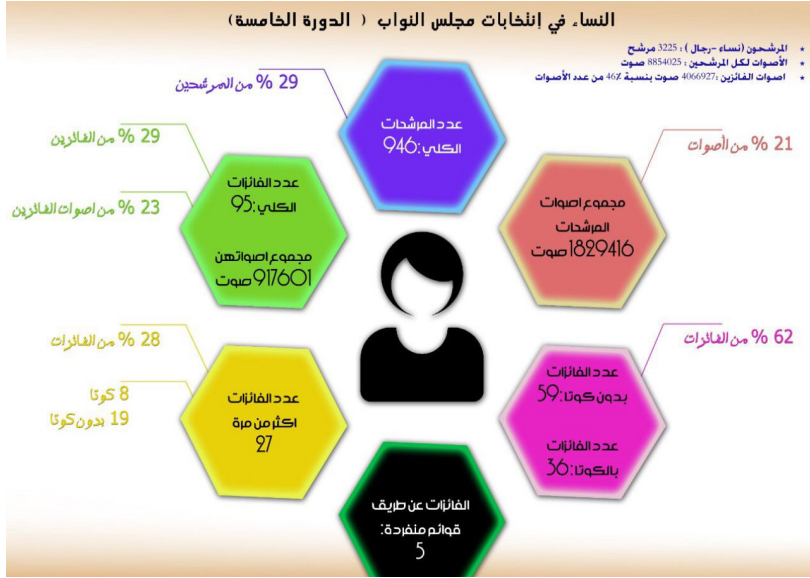 النساء في إنتخابات مجلس النواب ( الدورة الخامسة)
* المرشحون (نساء -رجال ) : 3225 مرشح
* الأصوات لكل المرشحين : 8854025 صوت
* اصوات الفائزين :4066927 صوت بنسبة 46٪ من عدد الأصوات
29 % من المرشحين
عدد المرشحات
الكلي :946
29 % من الفائزين
23 % من اصوات الفائزين
عدد الفائزات
الكلي :95
مجموع اصواتهن
917601 صوت
21 % من الأصوات
مجموع اصوات
المرشحات
1829416 صوت
28 % من الفائزات
8 كوتا
19 بدون كوتا
عدد الفائزات
اكثر من مرة
27
62 % من الفائزات
عدد الفائزات
بدون كوتا :59
عدد الفائزات
بالكوتا :36
الفائزات عن طريق
قوائم منفردة :
5